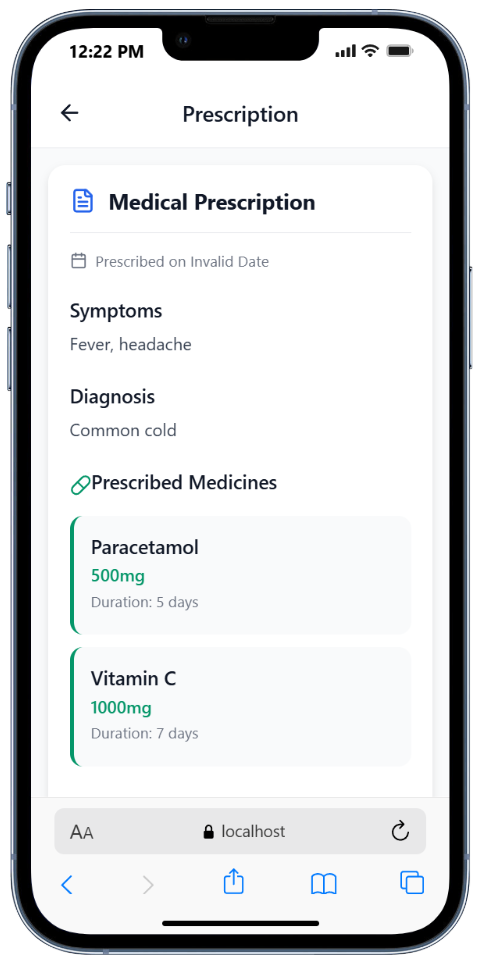 12:22 PM
Prescription
Medical Prescription
Prescribed on Invalid Date
Symptoms
Fever, headache
Diagnosis
Common cold
Prescribed Medicines
Paracetamol
500mg
Duration: 5 days
Vitamin C
1000mg
Duration: 7 days
AA
localhost